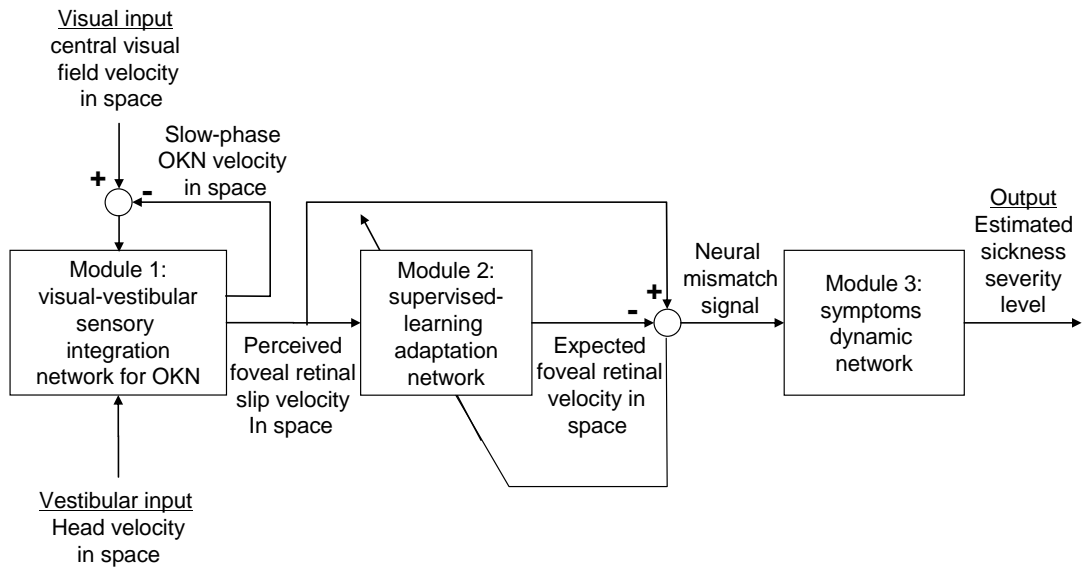 Visual input
central visual
field velocity
in space
Slow-phase
OKN velocity
in space
+
-
Module 1:
visual-vestibular
sensory
integration
network for OKN
Perceived
foveal retinal
slip velocity
In space
Vestibular input
Head velocity
in space
Module 2:
supervised-
learning
adaptation
network
Expected
foveal retinal
velocity in
space
+
-
Neural
mismatch
signal
Module 3:
symptoms
dynamic
network
Output
Estimated
sickness
severity
level